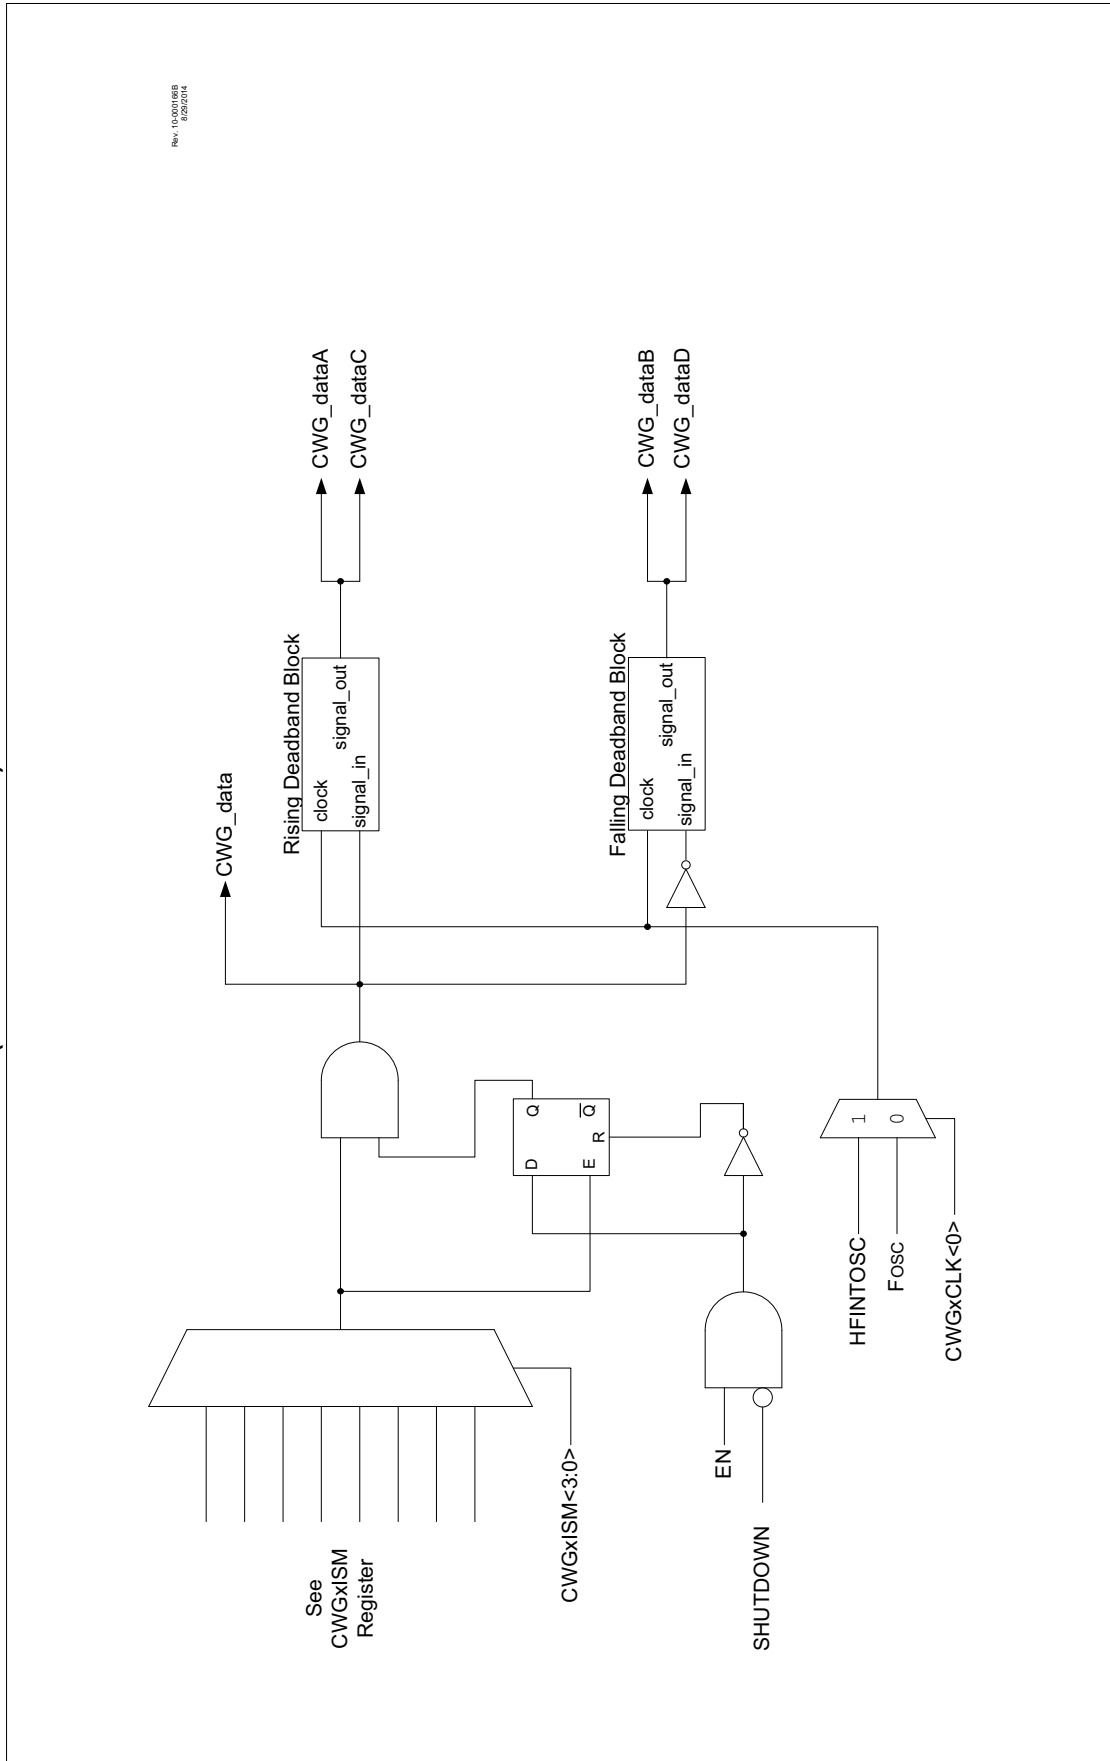 Rev. 10-000166B
8/29/2014
See
CWGxISM
Register
CWGxISM<3:0>
EN
SHUTDOWN
D
Q
E
Q
R
HFINTOSC
FOSC
1
0
CWGxCLK<0>
CWG_data
Rising Deadband Block
clock
signal_out
signal_in
CWG_dataA
CWG_dataC
Falling Deadband Block
clock
signal_out
signal_in
CWG_dataB
CWG_dataD